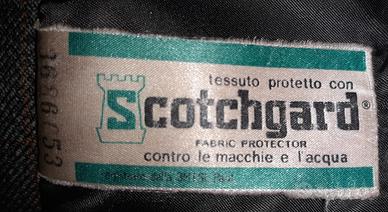 tessuto protetto con
Scotchgard®
FABRIC PROTECTOR
contro le macchie e l'acqua